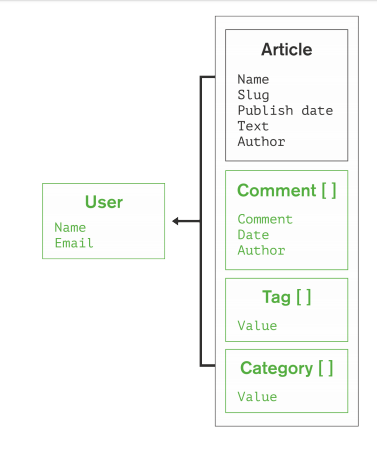 Article
Name
Slug
Publish date
Text
Author
User
Name
Email
Comment [ ]
Comment
Date
Author
Tag [ ]
Value
Category [ ]
Value